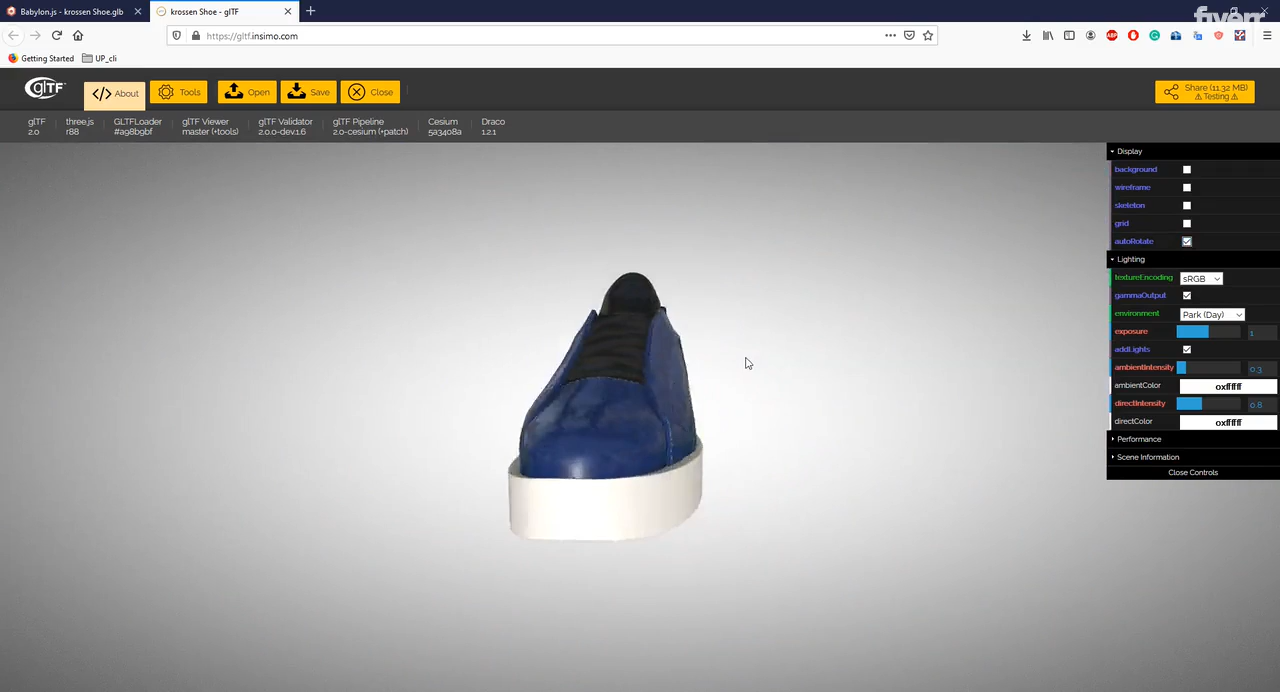 Babylon.js - krossen Shoe.glb
krossen Shoe - glTF
fiverr
https://gltf.insimo.com
ABP
Getting Started
UP_cli
glTF
About
Tools
Open
Save
Close
Share (11.32 MB)
⚠ Testing ⚠
glTF
2.0
three.js
r88
GLTFLoader
#a98b9bf
glTF Viewer
master (+tools)
glTF Validator
2.0.0-dev.1.6
glTF Pipeline
2.0-cesium (+patch)
Cesium
5a3408a
Draco
1.2.1
Display
background
wireframe
skeleton
grid
autoRotate
Lighting
textureEncoding sRGB
gammaOutput
environment Park (Day)
exposure 1
addLights
ambientIntensity 0.3
ambientColor 0xffffff
directIntensity 0.8
directColor 0xffffff
Performance
Scene Information
Close Controls